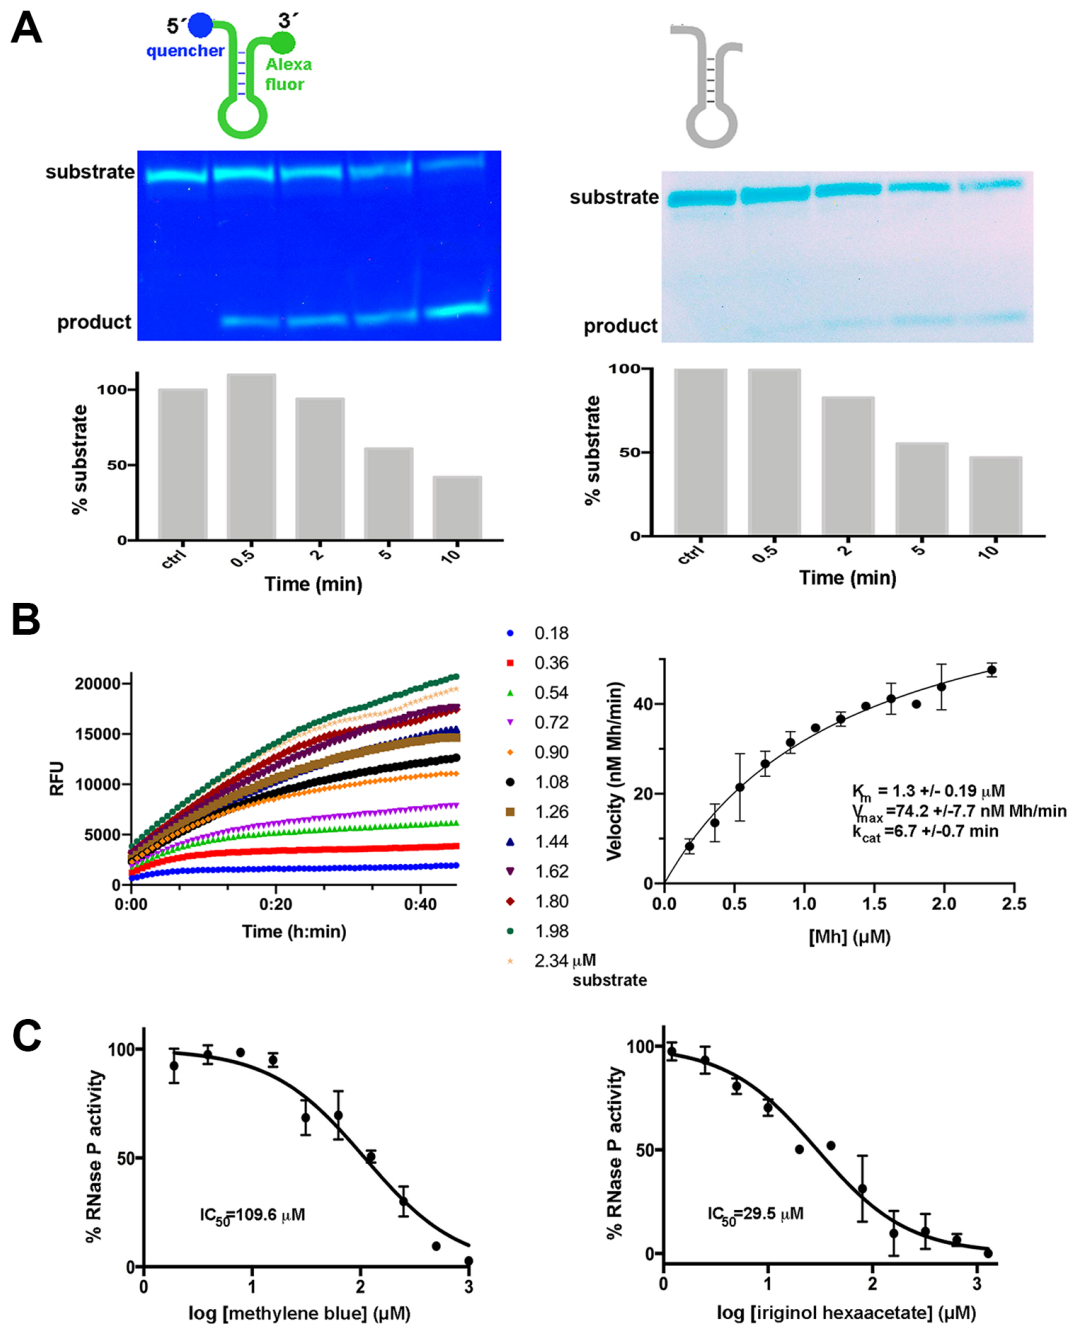 A
5´
3´
quencher
Alexa
fluor
substrate
product
% substrate
100
50
0
ctrl
0.5
2
5
10
Time (min)
substrate
product
% substrate
100
50
0
ctrl
0.5
2
5
10
Time (min)
B
RFU
20000
15000
10000
5000
0
0:00
0:20
0:40
Time (h:min)
0.18
0.36
0.54
0.72
0.90
1.08
1.26
1.44
1.62
1.80
1.98
2.34 µM
substrate
Velocity (nM Mh/min)
40
20
0
0.0
0.5
1.0
1.5
2.0
2.5
[Mh] (µM)
Km = 1.3 +/- 0.19 µM
Vmax =74.2 +/-7.7 nM Mh/min
kcat =6.7 +/-0.7 min
C
% RNase P activity
100
50
0
0
1
2
3
IC50=109.6 µM
log [methylene blue] (µM)
% RNase P activity
100
50
0
0
1
2
3
IC50=29.5 µM
log [iriginol hexaacetate] (µM)